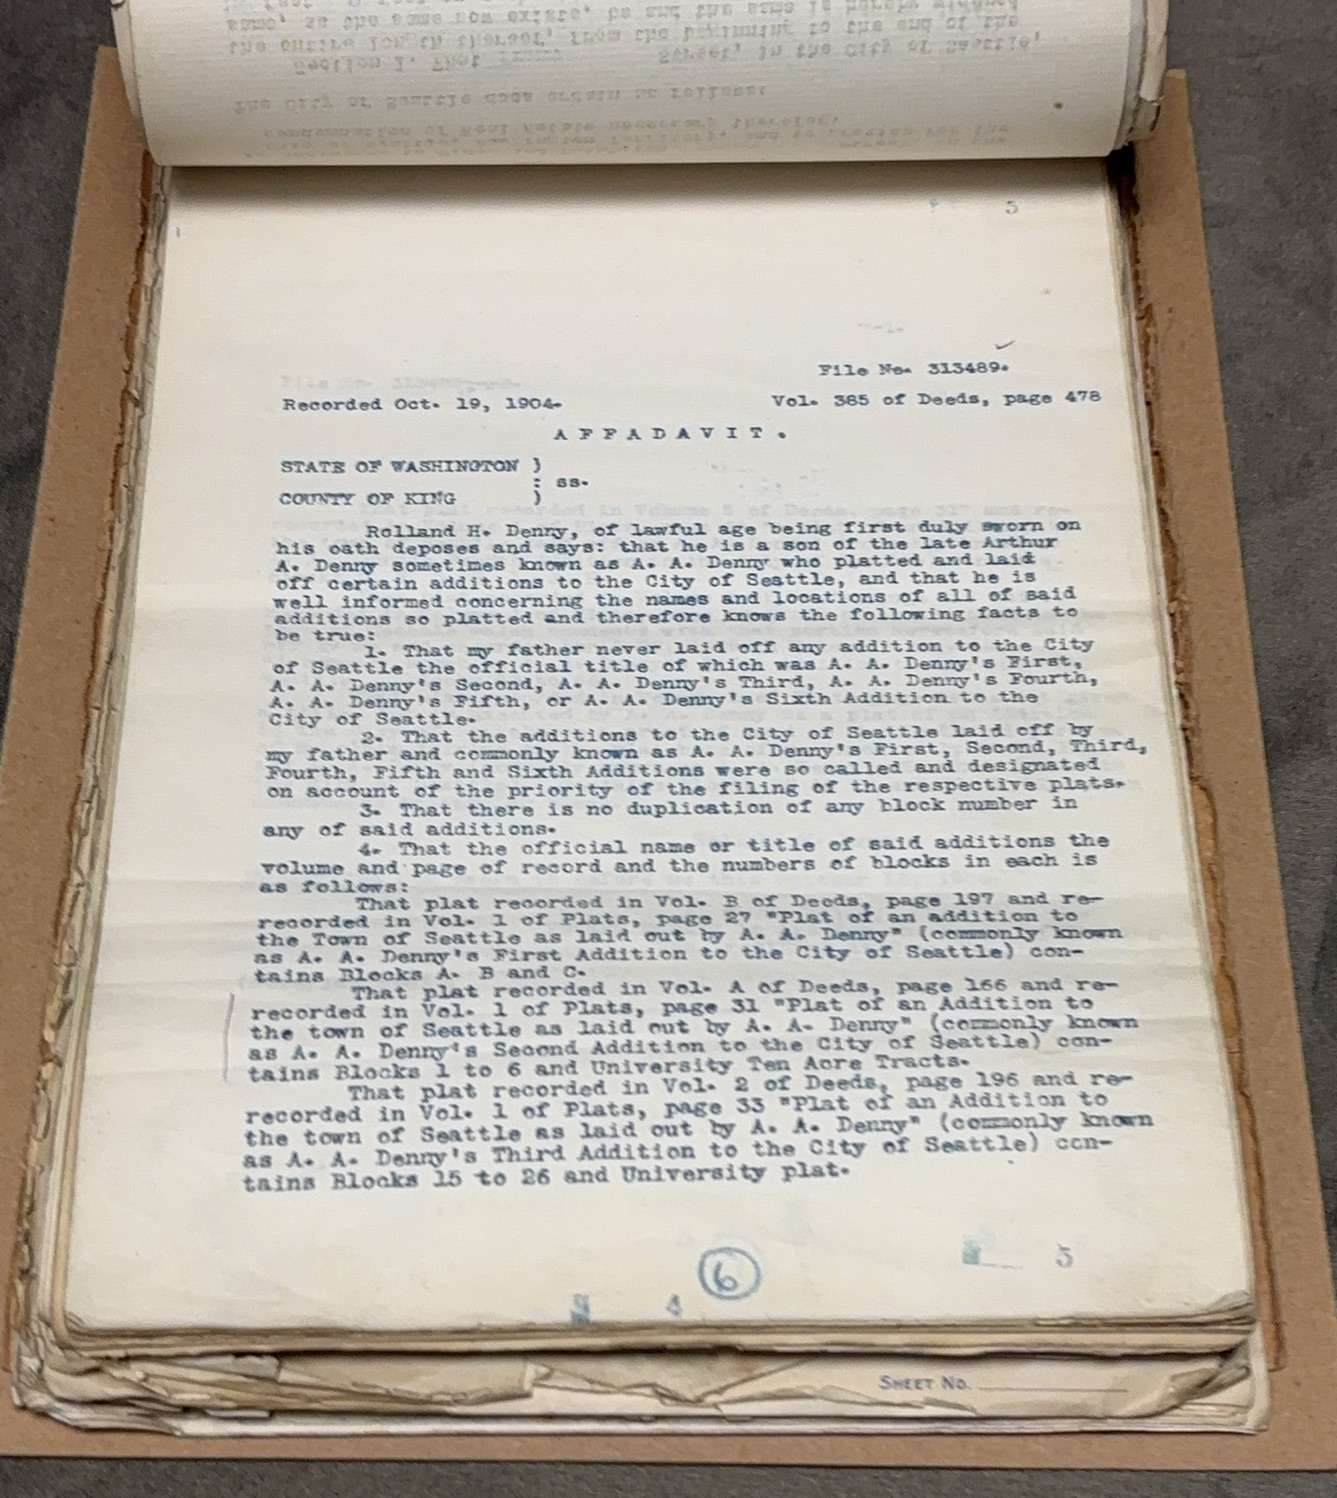 5
File No. 313489.
Recorded Oct. 19, 1904.
Vol. 385 of Deeds, page 478
A F F A D A V I T .
STATE OF WASHINGTON )
: ss.
COUNTY OF KING )
Rolland H. Denny, of lawful age being first duly sworn on
his oath deposes and says: that he is a son of the late Arthur
A. Denny sometimes known as A. A. Denny who platted and laid
off certain additions to the City of Seattle, and that he is
well informed concerning the names and locations of all of said
additions so platted and therefore knows the following facts to
be true:
1. That my father never laid off any addition to the City
of Seattle the official title of which was A. A. Denny's First,
A. A. Denny's Second, A. A. Denny's Third, A. A. Denny's Fourth,
A. A. Denny's Fifth, or A. A. Denny's Sixth Addition to the
City of Seattle.
2. That the additions to the City of Seattle laid off by
my father and commonly known as A. A. Denny's First, Second, Third,
Fourth, Fifth and Sixth Additions were so called and designated
on account of the priority of the filing of the respective plats.
3. That there is no duplication of any block number in
any of said additions.
4. That the official name or title of said additions the
volume and page of record and the numbers of blocks in each is
as follows:
That plat recorded in Vol. B of Deeds, page 197 and re-
recorded in Vol. 1 of Plats, page 27 "Plat of an addition to
the Town of Seattle as laid out by A. A. Denny" (commonly known
as A. A. Denny's First Addition to the City of Seattle) con-
tains Blocks A. B and C.
That plat recorded in Vol. A of Deeds, page 166 and re-
recorded in Vol. 1 of Plats, page 31 "Plat of an Addition to
the town of Seattle as laid out by A. A. Denny" (commonly known
as A. A. Denny's Second Addition to the City of Seattle) con-
tains Blocks 1 to 6 and University Ten Acre Tracts.
That plat recorded in Vol. 2 of Deeds, page 196 and re-
recorded in Vol. 1 of Plats, page 33 "Plat of an Addition to
the town of Seattle as laid out by A. A. Denny" (commonly known
as A. A. Denny's Third Addition to the City of Seattle) con-
tains Blocks 15 to 26 and University plat.
5
6
4
SHEET NO.